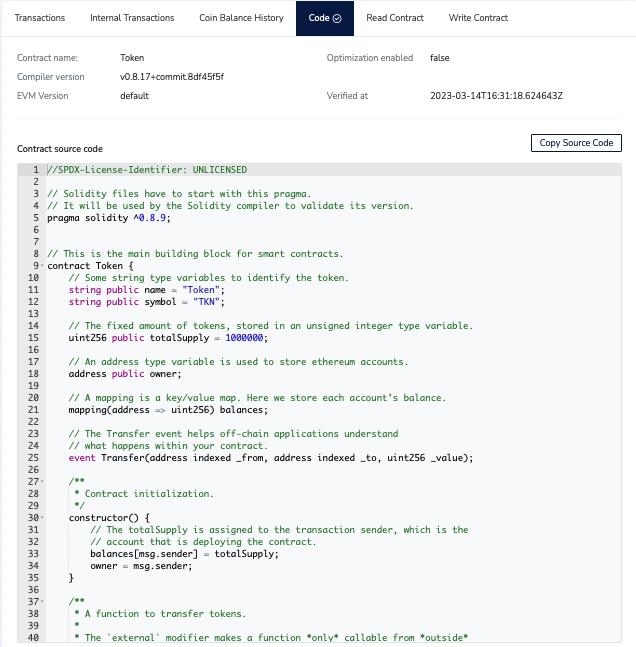 Transactions Internal Transactions Coin Balance History Code Read Contract Write Contract
Contract name: Token Optimization enabled false
Compiler version v0.8.17+commit.8df45f5f
EVM Version default Verified at 2023-03-14T16:31:18.624643Z
Contract source code Copy Source Code
1 //SPDX-License-Identifier: UNLICENSED
2
3 // Solidity files have to start with this pragma.
4 // It will be used by the Solidity compiler to validate its version.
5 pragma solidity ^0.8.9;
6
7
8 // This is the main building block for smart contracts.
9 contract Token {
10 // Some string type variables to identify the token.
11 string public name = "Token";
12 string public symbol = "TKN";
13
14 // The fixed amount of tokens, stored in an unsigned integer type variable.
15 uint256 public totalSupply = 1000000;
16
17 // An address type variable is used to store ethereum accounts.
18 address public owner;
19
20 // A mapping is a key/value map. Here we store each account's balance.
21 mapping(address => uint256) balances;
22
23 // The Transfer event helps off-chain applications understand
24 // what happens within your contract.
25 event Transfer(address indexed _from, address indexed _to, uint256 _value);
26
27 /**
28 * Contract initialization.
29 */
30 constructor() {
31 // The totalSupply is assigned to the transaction sender, which is the
32 // account that is deploying the contract.
33 balances[msg.sender] = totalSupply;
34 owner = msg.sender;
35 }
36
37 /**
38 * A function to transfer tokens.
39 *
40 * The `external` modifier makes a function *only* callable from *outside*